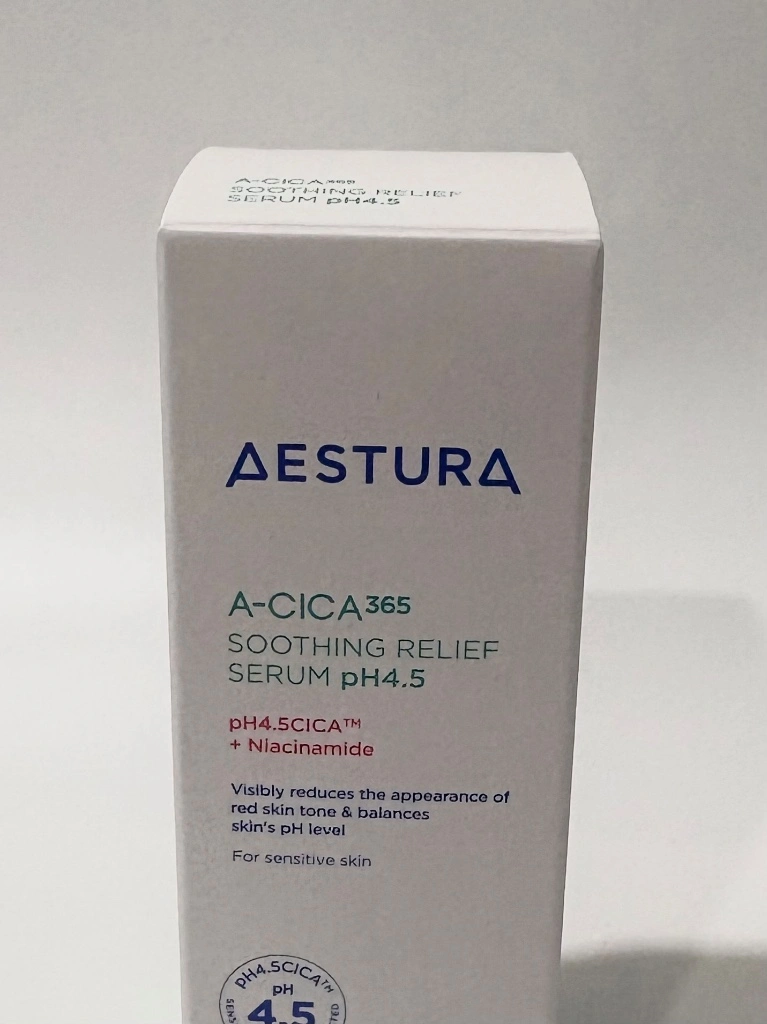 A-CICA365
SOOTHING RELIEF
SERUM pH4.5
AESTURA
A-CICA365
SOOTHING RELIEF
SERUM pH4.5
pH4.5CICA™
+ Niacinamide
Visibly reduces the appearance of
red skin tone & balances
skin's pH level
For sensitive skin
pH4.5CICA™
pH
4.5